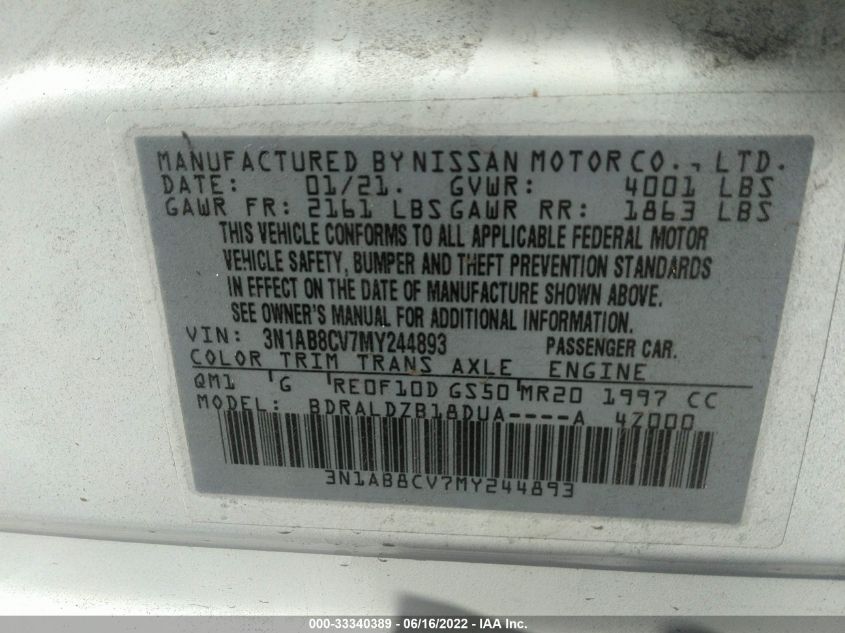 MANUFACTURED BY NISSAN MOTOR CO., LTD.
DATE: 01/21. GVWR: 4001 LBS
GAWR FR: 2161 LBS GAWR RR: 1863 LBS
THIS VEHICLE CONFORMS TO ALL APPLICABLE FEDERAL MOTOR
VEHICLE SAFETY, BUMPER AND THEFT PREVENTION STANDARDS
IN EFFECT ON THE DATE OF MANUFACTURE SHOWN ABOVE.
SEE OWNER'S MANUAL FOR ADDITIONAL INFORMATION.
VIN: 3N1AB8CV7MY244893 PASSENGER CAR.
COLOR TRIM TRANS AXLE ENGINE
QM1 G RE0F10D GS50 MR20 1997 CC
MODEL: BDRALDZB18DUA----A 4Z000
3N1AB8CV7MY244893
000-33340389 - 06/16/2022 - IAA Inc.